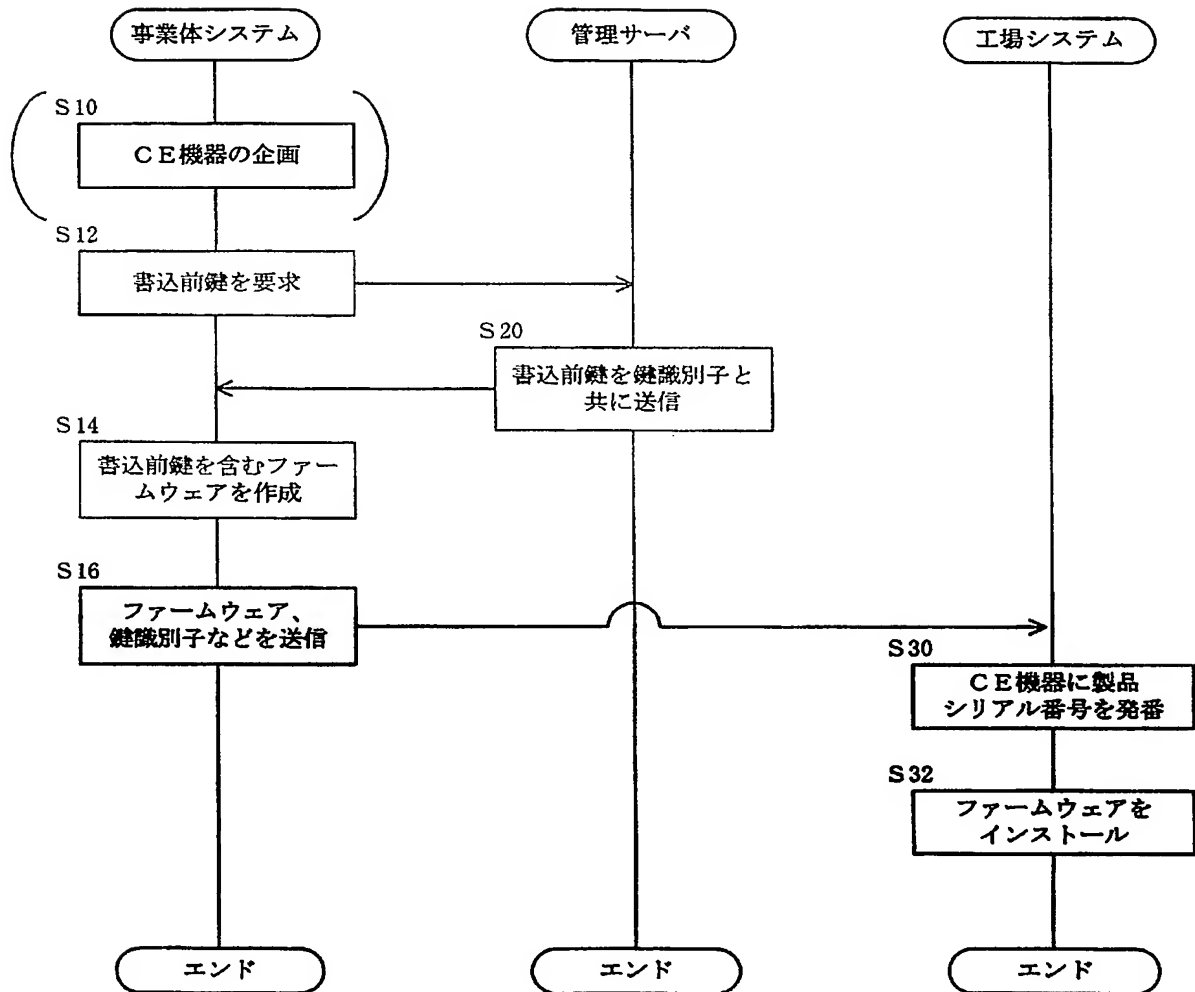 事業体システム
管理サーバ
工場システム
S10
CE機器の企画
S12
書込前鍵を要求
S20
書込前鍵を鍵識別子と
共に送信
S14
書込前鍵を含むファー
ムウェアを作成
S16
ファームウェア、
鍵識別子などを送信
S30
CE機器に製品
シリアル番号を発番
S32
ファームウェアを
インストール
エンド
エンド
エンド